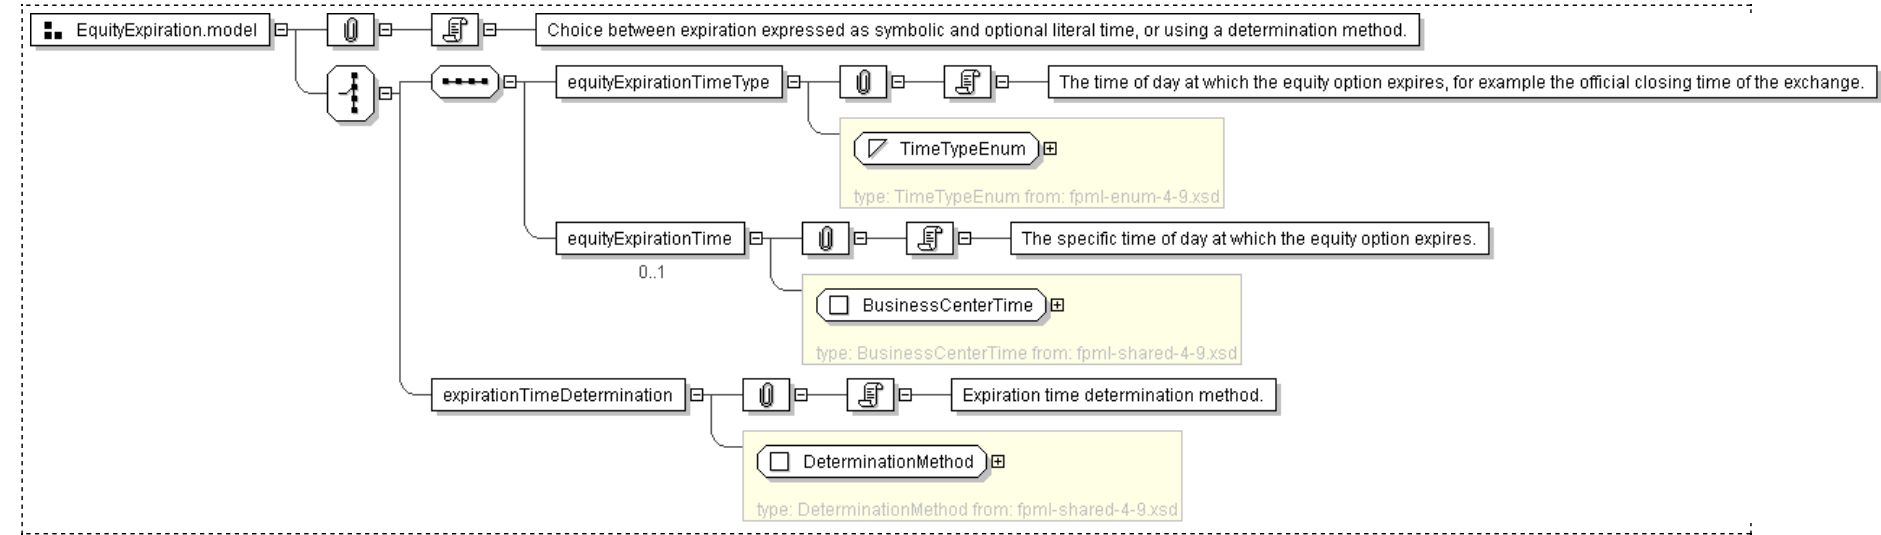 EquityExpiration.model
Choice between expiration expressed as symbolic and optional literal time, or using a determination method.
equityExpirationTimeType
The time of day at which the equity option expires, for example the official closing time of the exchange.
TimeTypeEnum
type: TimeTypeEnum from: fpml-enum-4-9.xsd
equityExpirationTime
The specific time of day at which the equity option expires.
0..1
BusinessCenterTime
type: BusinessCenterTime from: fpml-shared-4-9.xsd
expirationTimeDetermination
Expiration time determination method.
DeterminationMethod
type: DeterminationMethod from: fpml-shared-4-9.xsd